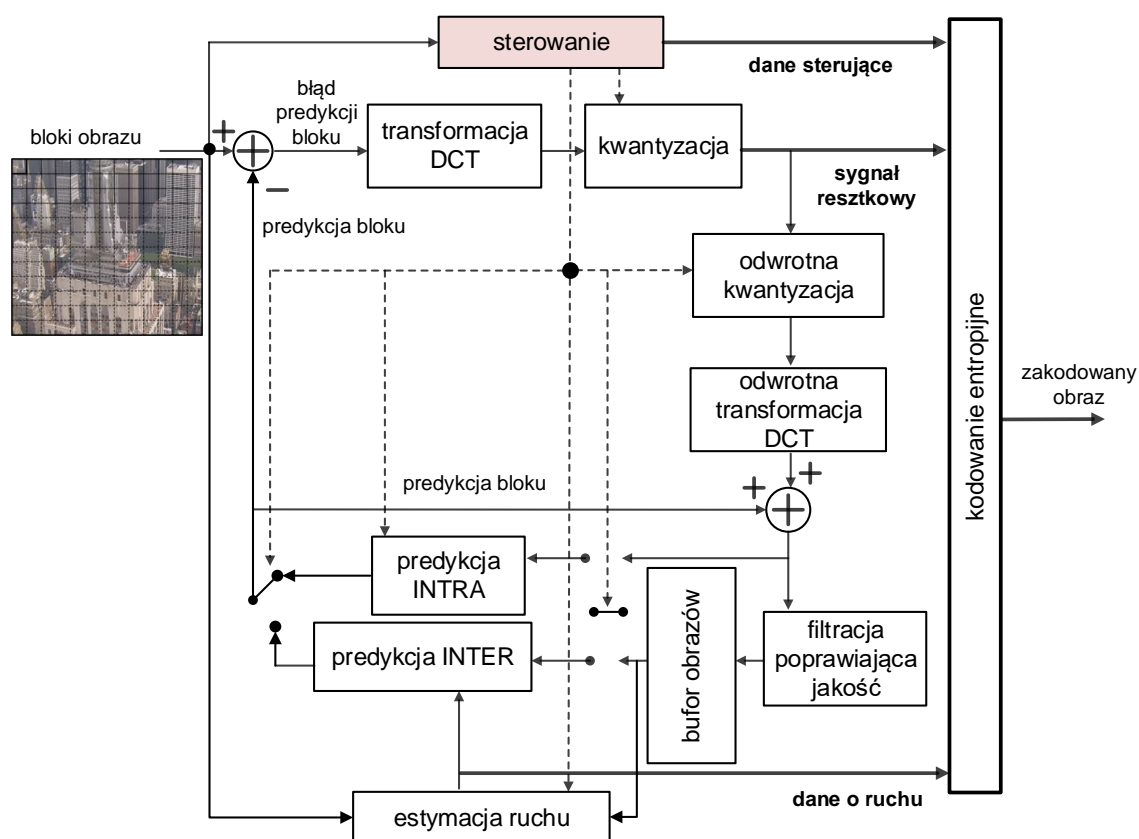 sterowanie
dane sterujące
błąd
predykcji
bloku
bloki obrazu
transformacja
DCT
kwantyzacja
sygnał
resztkowy
predykcja bloku
odwrotna
kwantyzacja
odwrotna
transformacja
DCT
kodowanie entropijne
zakodowany
obraz
predykcja bloku
predykcja
INTRA
predykcja INTER
bufor obrazów
filtracja
poprawiająca
jakość
dane o ruchu
estymacja ruchu